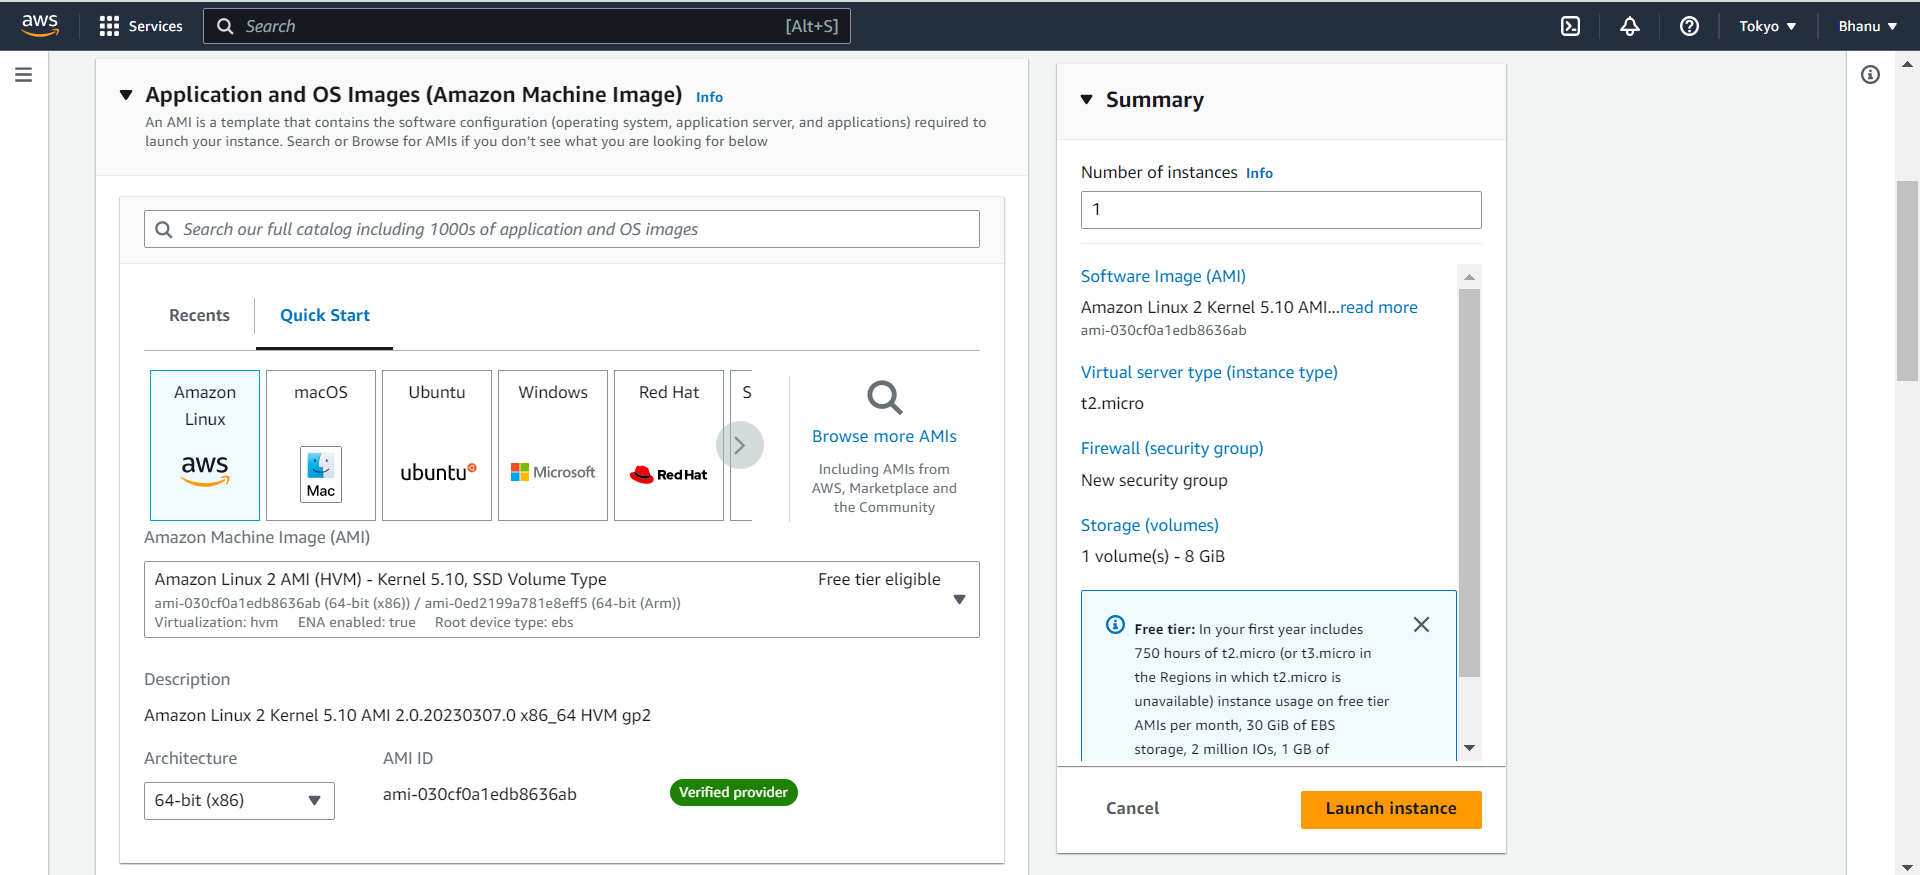 aws
Services
Search
[Alt+S]
Tokyo
Bhanu
Application and OS Images (Amazon Machine Image) Info
An AMI is a template that contains the software configuration (operating system, application server, and applications) required to
launch your instance. Search or Browse for AMIs if you don't see what you are looking for below
Search our full catalog including 1000s of application and OS images
Recents
Quick Start
Amazon
Linux
aws
macOS
Mac
Ubuntu
ubuntu
Windows
Microsoft
Red Hat
RedHat
S
Browse more AMIs
Including AMIs from
AWS, Marketplace and
the Community
Amazon Machine Image (AMI)
Amazon Linux 2 AMI (HVM) - Kernel 5.10, SSD Volume Type
Free tier eligible
ami-030cf0a1edb8636ab (64-bit (x86)) / ami-0ed2199a781e8eff5 (64-bit (Arm))
Virtualization: hvm ENA enabled: true Root device type: ebs
Description
Amazon Linux 2 Kernel 5.10 AMI 2.0.20230307.0 x86_64 HVM gp2
Architecture
64-bit (x86)
AMI ID
ami-030cf0a1edb8636ab
Verified provider
Summary
Number of instances Info
1
Software Image (AMI)
Amazon Linux 2 Kernel 5.10 AMI...read more
ami-030cf0a1edb8636ab
Virtual server type (instance type)
t2.micro
Firewall (security group)
New security group
Storage (volumes)
1 volume(s) - 8 GiB
Free tier: In your first year includes
750 hours of t2.micro (or t3.micro in
the Regions in which t2.micro is
unavailable) instance usage on free tier
AMIs per month, 30 GiB of EBS
storage, 2 million IOs, 1 GB of
Cancel
Launch instance